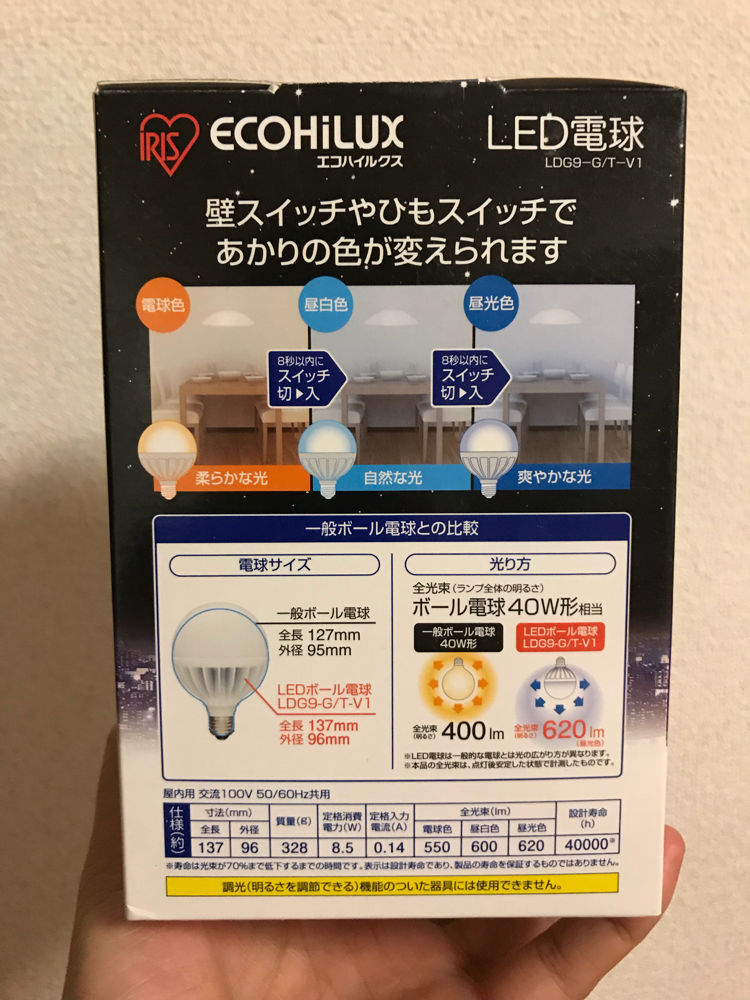 IRIS ECOHiLUX
エコハイルクス
LED電球
LDG9-G/T-V1
壁スイッチやひもスイッチで
あかりの色が変えられます
電球色
昼白色
昼光色
8秒以内に
スイッチ
切▶入
8秒以内に
スイッチ
切▶入
柔らかな光
自然な光
爽やかな光
一般ボール電球との比較
電球サイズ
一般ボール電球
全長 127mm
外径 95mm
LEDボール電球
LDG9-G/T-V1
全長 137mm
外径 96mm
光り方
全光束(ランプ全体の明るさ)
ボール電球40W形相当
一般ボール電球
40W形
LEDボール電球
LDG9-G/T-V1
全光束(明るさ) 400 lm
全光束(明るさ) 620 lm
(昼光色)
※LED電球は一般的な電球とは光の広がり方が異なります。
※本品の全光束は、点灯後安定した状態で計測したものです。
屋内用 交流100V 50/60Hz共用
仕様(約)
寸法(mm) 質量(g) 定格消費電力(W) 定格入力電流(A) 全光束(lm) 設計寿命(h)
全長 外径 電球色 昼白色 昼光色
137 96 328 8.5 0.14 550 600 620 40000※
※寿命は光束が70%まで低下するまでの時間です。表示は設計寿命であり、製品の寿命を保証するものではありません。
調光(明るさを調節できる)機能のついた器具には使用できません。